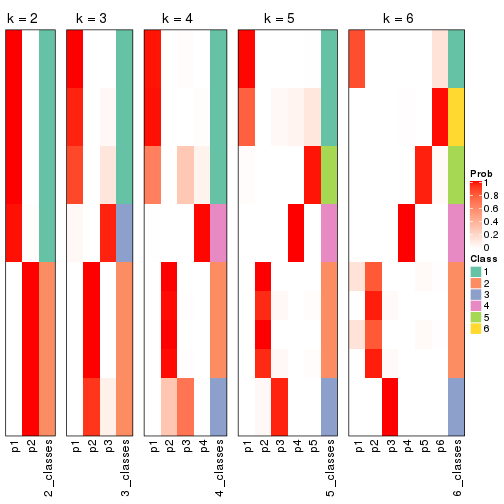 k = 2
k = 3
k = 4
k = 5
k = 6
Prob
1
0.8
0.6
0.4
0.2
0
Class
1
2
3
4
5
6
p1
p2
2_classes
p1
p2
p3
3_classes
p1
p2
p3
p4
4_classes
p1
p2
p3
p4
p5
5_classes
p1
p2
p3
p4
p5
p6
6_classes